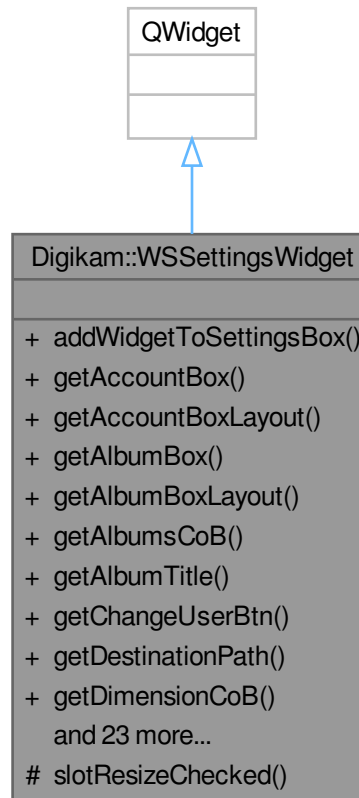 QWidget
Digikam::WSSettingsWidget
+ addWidgetToSettingsBox()
+ getAccountBox()
+ getAccountBoxLayout()
+ getAlbumBox()
+ getAlbumBoxLayout()
+ getAlbumsCoB()
+ getAlbumTitle()
+ getChangeUserBtn()
+ getDestinationPath()
+ getDimensionCoB()
and 23 more...
# slotResizeChecked()